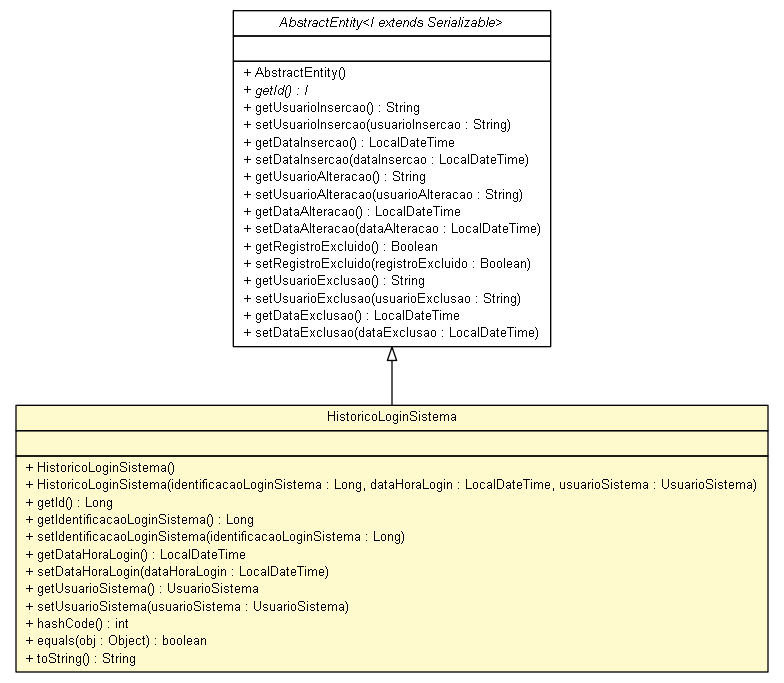 AbstractEntity<I extends Serializable>
+ AbstractEntity()
+ getId() : I
+ getUsuarioInsercao() : String
+ setUsuarioInsercao(usuarioInsercao : String)
+ getDataInsercao() : LocalDateTime
+ setDataInsercao(dataInsercao : LocalDateTime)
+ getUsuarioAlteracao() : String
+ setUsuarioAlteracao(usuarioAlteracao : String)
+ getDataAlteracao() : LocalDateTime
+ setDataAlteracao(dataAlteracao : LocalDateTime)
+ getRegistroExcluido() : Boolean
+ setRegistroExcluido(registroExcluido : Boolean)
+ getUsuarioExclusao() : String
+ setUsuarioExclusao(usuarioExclusao : String)
+ getDataExclusao() : LocalDateTime
+ setDataExclusao(dataExclusao : LocalDateTime)
HistoricoLoginSistema
+ HistoricoLoginSistema()
+ HistoricoLoginSistema(identificacaoLoginSistema : Long, dataHoraLogin : LocalDateTime, usuarioSistema : UsuarioSistema)
+ getId() : Long
+ getIdentificacaoLoginSistema() : Long
+ setIdentificacaoLoginSistema(identificacaoLoginSistema : Long)
+ getDataHoraLogin() : LocalDateTime
+ setDataHoraLogin(dataHoraLogin : LocalDateTime)
+ getUsuarioSistema() : UsuarioSistema
+ setUsuarioSistema(usuarioSistema : UsuarioSistema)
+ hashCode() : int
+ equals(obj : Object) : boolean
+ toString() : String